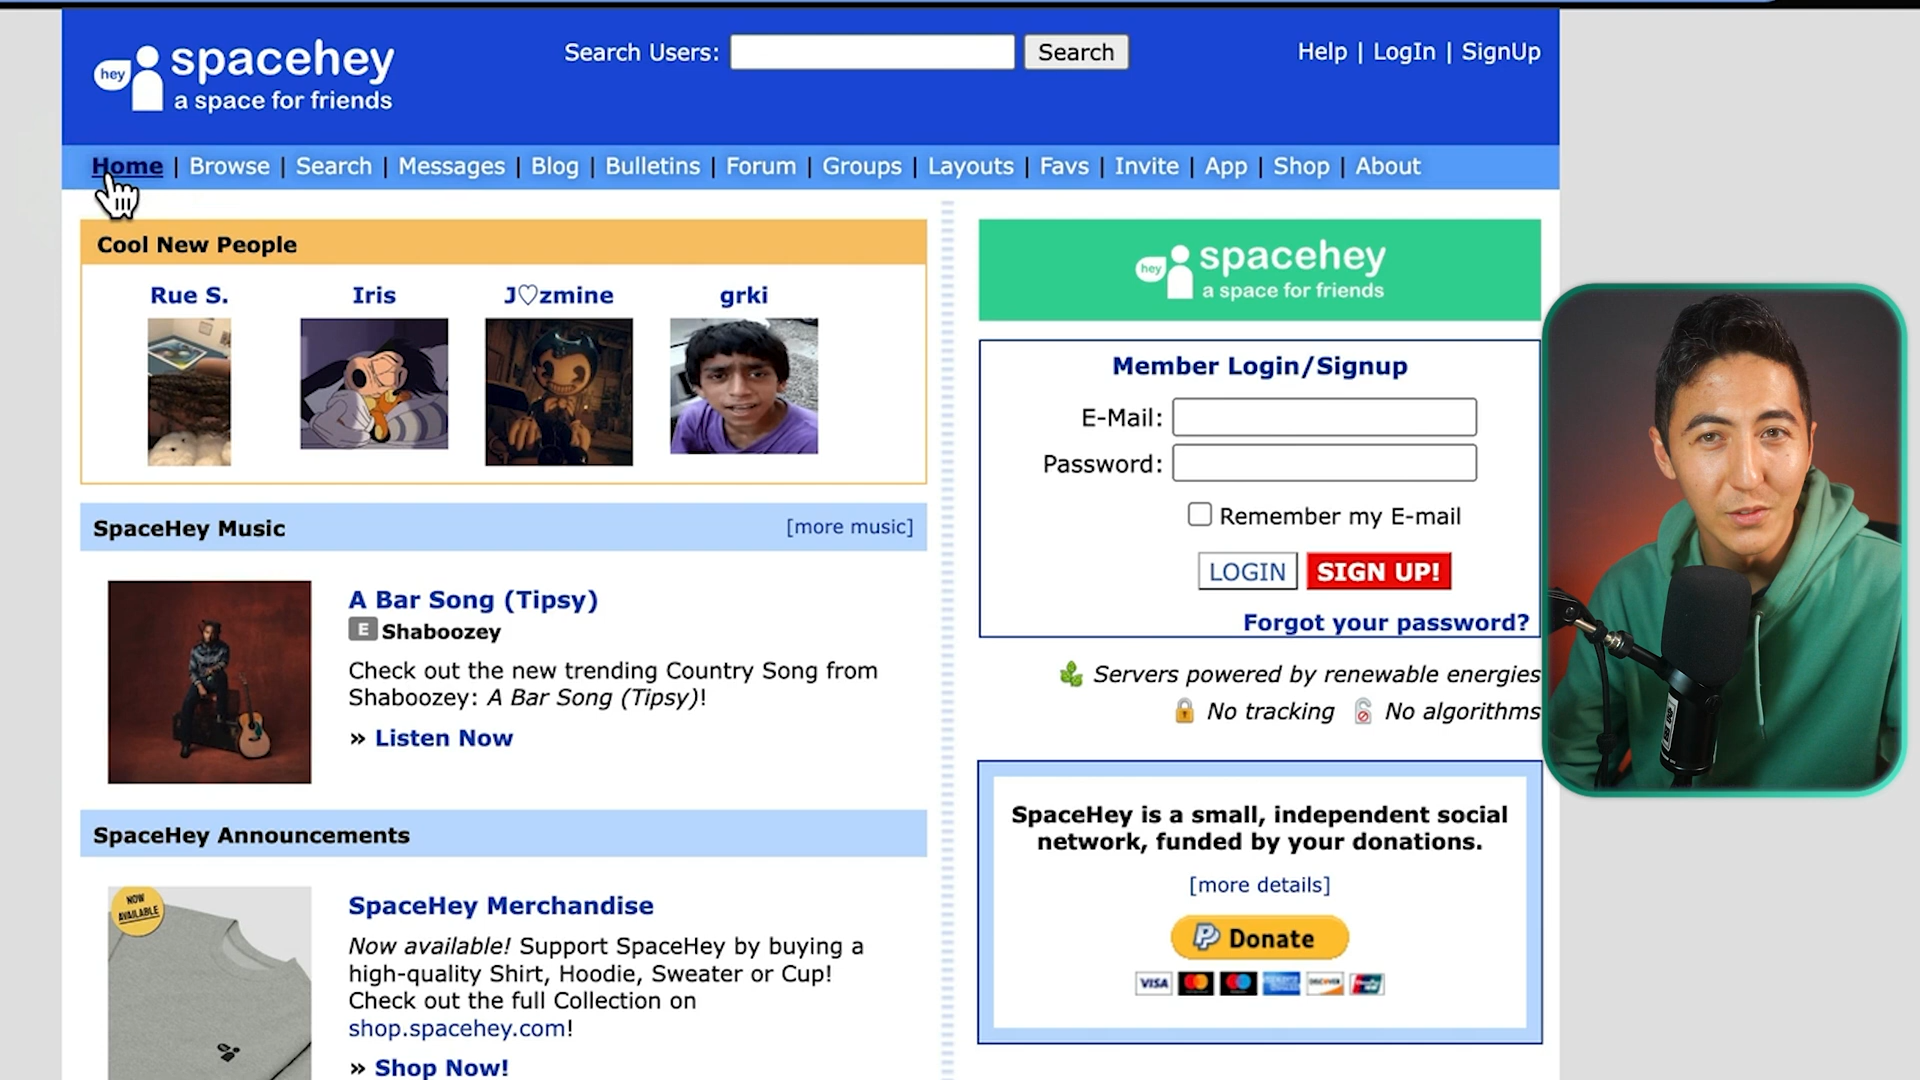 hey
spacehey
a space for friends
Search Users:
Search
Help | LogIn | SignUp
Home | Browse | Search | Messages | Blog | Bulletins | Forum | Groups | Layouts | Favs | Invite | App | Shop | About
Cool New People
Rue S.
Iris
J♡zmine
grki
SpaceHey Music
[more music]
A Bar Song (Tipsy)
E Shaboozey
Check out the new trending Country Song from
Shaboozey: A Bar Song (Tipsy)!
» Listen Now
SpaceHey Announcements
NOW
AVAILABLE
SpaceHey Merchandise
Now available! Support SpaceHey by buying a
high-quality Shirt, Hoodie, Sweater or Cup!
Check out the full Collection on
shop.spacehey.com!
» Shop Now!
hey
spacehey
a space for friends
Member Login/Signup
E-Mail:
Password:
Remember my E-mail
LOGIN
SIGN UP!
Forgot your password?
Servers powered by renewable energies
No tracking
No algorithms
SpaceHey is a small, independent social
network, funded by your donations.
[more details]
Donate
VISA
DISCOVER